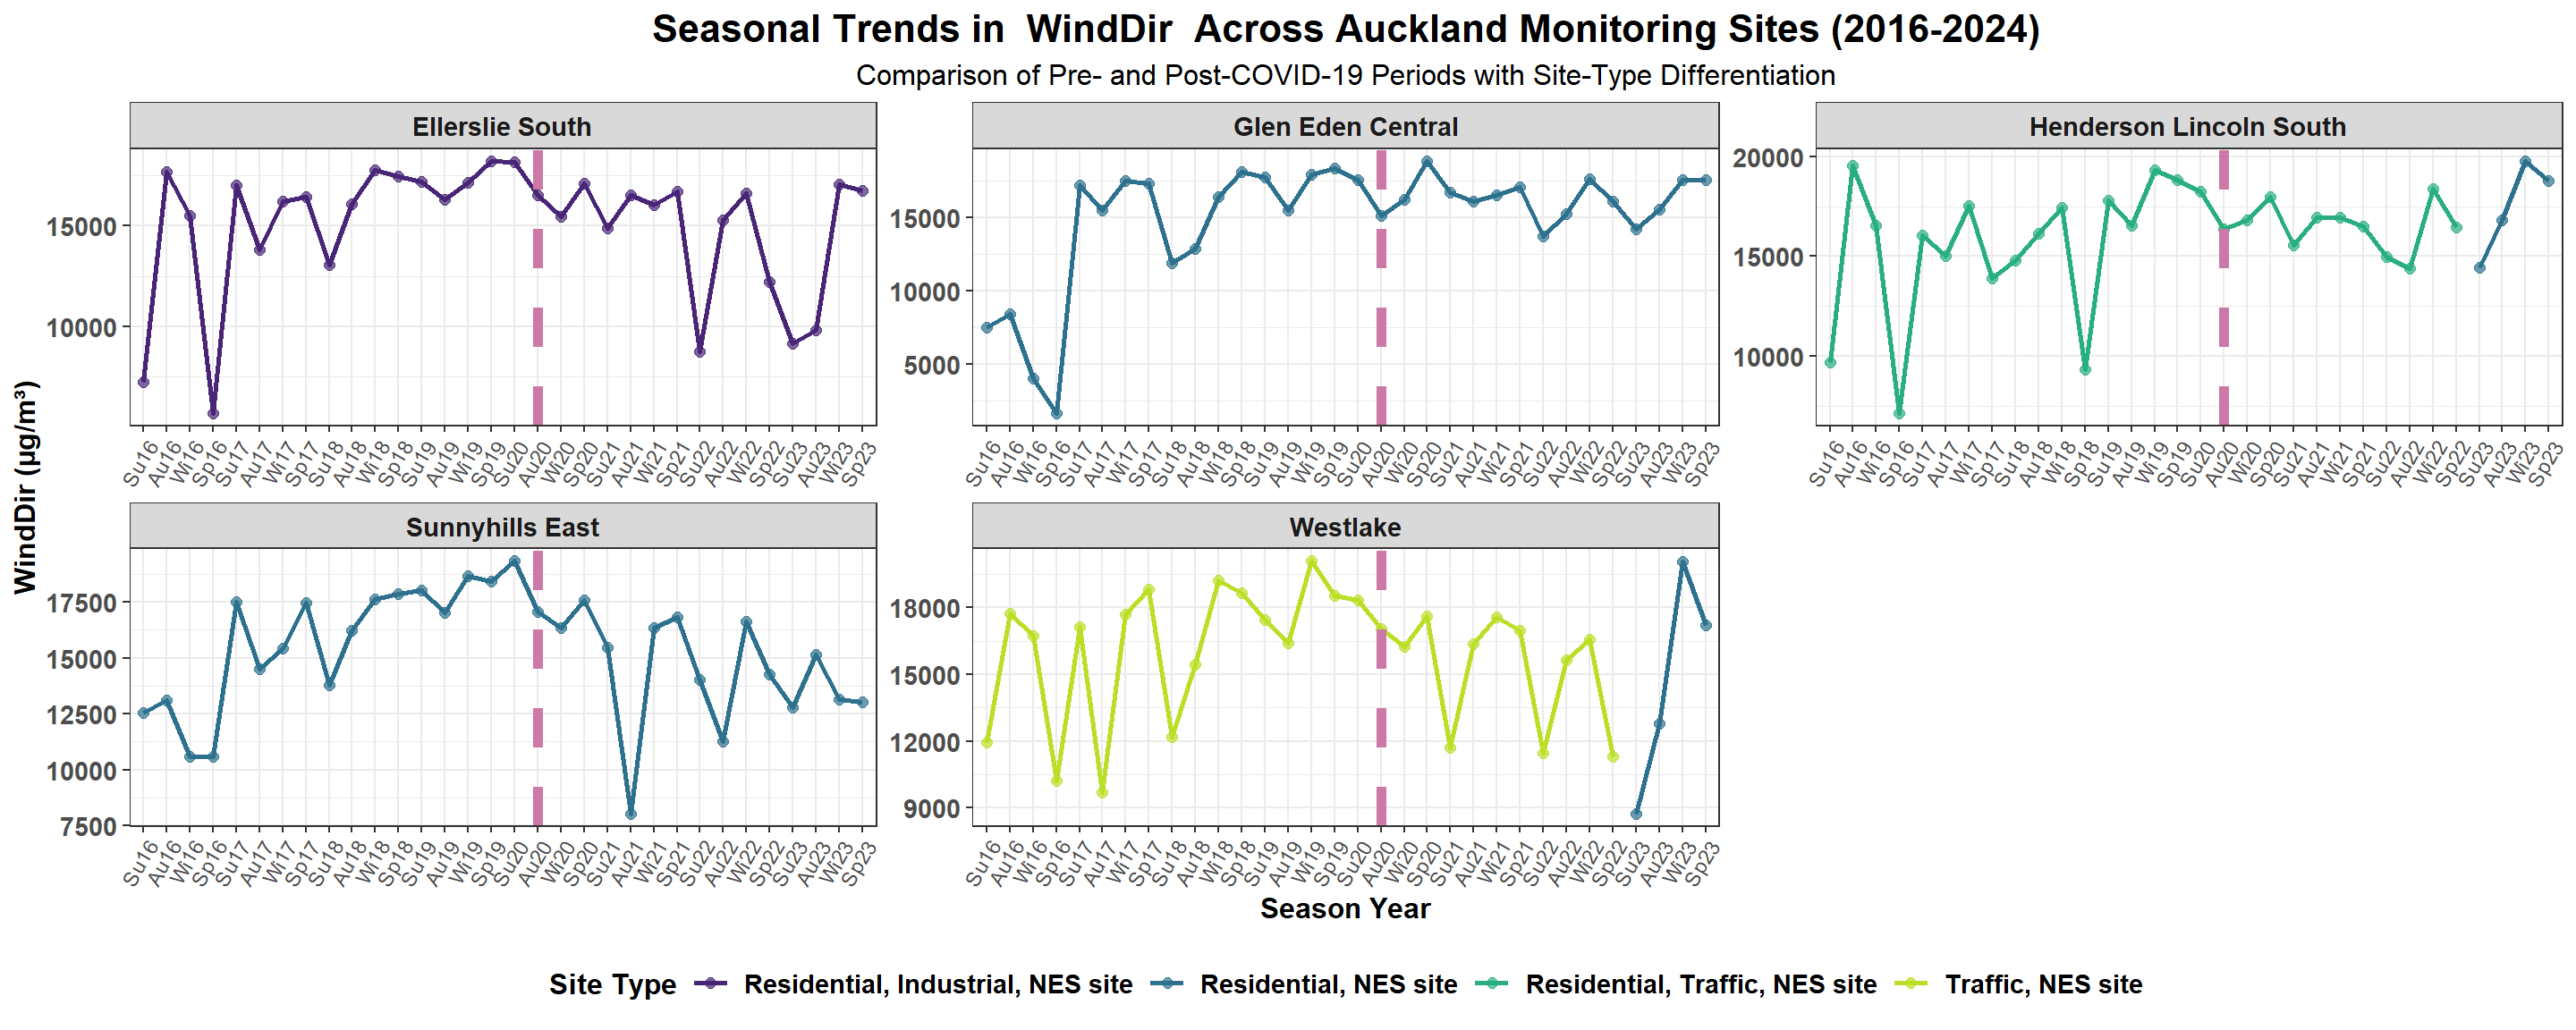 Seasonal Trends in  WindDir  Across Auckland Monitoring Sites (2016-2024)
Comparison of Pre- and Post-COVID-19 Periods with Site-Type Differentiation
Ellerslie South
Glen Eden Central
Henderson Lincoln South
15000
10000
15000
10000
5000
20000
15000
10000
Su16 Au16 Wi16 Sp16 Su17 Au17 Wi17 Sp17 Su18 Au18 Wi18 Sp18 Su19 Au19 Wi19 Sp19 Su20 Au20 Wi20 Sp20 Su21 Au21 Wi21 Sp21 Su22 Au22 Wi22 Sp22 Su23 Au23 Wi23 Sp23
Su16 Au16 Wi16 Sp16 Su17 Au17 Wi17 Sp17 Su18 Au18 Wi18 Sp18 Su19 Au19 Wi19 Sp19 Su20 Au20 Wi20 Sp20 Su21 Au21 Wi21 Sp21 Su22 Au22 Wi22 Sp22 Su23 Au23 Wi23 Sp23
Su16 Au16 Wi16 Sp16 Su17 Au17 Wi17 Sp17 Su18 Au18 Wi18 Sp18 Su19 Au19 Wi19 Sp19 Su20 Au20 Wi20 Sp20 Su21 Au21 Wi21 Sp21 Su22 Au22 Wi22 Sp22 Su23 Au23 Wi23 Sp23
WindDir (µg/m³)
Sunnyhills East
Westlake
17500
15000
12500
10000
7500
18000
15000
12000
9000
Su16 Au16 Wi16 Sp16 Su17 Au17 Wi17 Sp17 Su18 Au18 Wi18 Sp18 Su19 Au19 Wi19 Sp19 Su20 Au20 Wi20 Sp20 Su21 Au21 Wi21 Sp21 Su22 Au22 Wi22 Sp22 Su23 Au23 Wi23 Sp23
Su16 Au16 Wi16 Sp16 Su17 Au17 Wi17 Sp17 Su18 Au18 Wi18 Sp18 Su19 Au19 Wi19 Sp19 Su20 Au20 Wi20 Sp20 Su21 Au21 Wi21 Sp21 Su22 Au22 Wi22 Sp22 Su23 Au23 Wi23 Sp23
Season Year
Site Type Residential, Industrial, NES site Residential, NES site Residential, Traffic, NES site Traffic, NES site